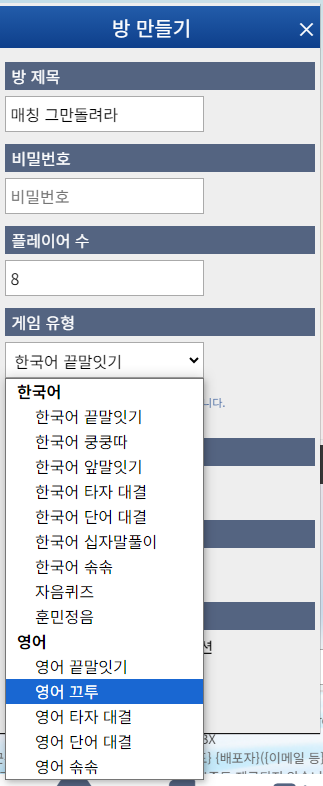 방 만들기 ×
방 제목
매칭 그만돌려라
비밀번호
비밀번호
플레이어 수
8
게임 유형
한국어 끝말잇기
한국어
니다.
한국어 끝말잇기
한국어 쿵쿵따
한국어 앞말잇기
한국어 타자 대결
한국어 단어 대결
한국어 십자말풀이
한국어 솎솎
자음퀴즈
훈민정음
영어
션
영어 끝말잇기
영어 끄투
영어 타자 대결
영어 단어 대결
} {배포자}({이메일 등}
영어 솎솎